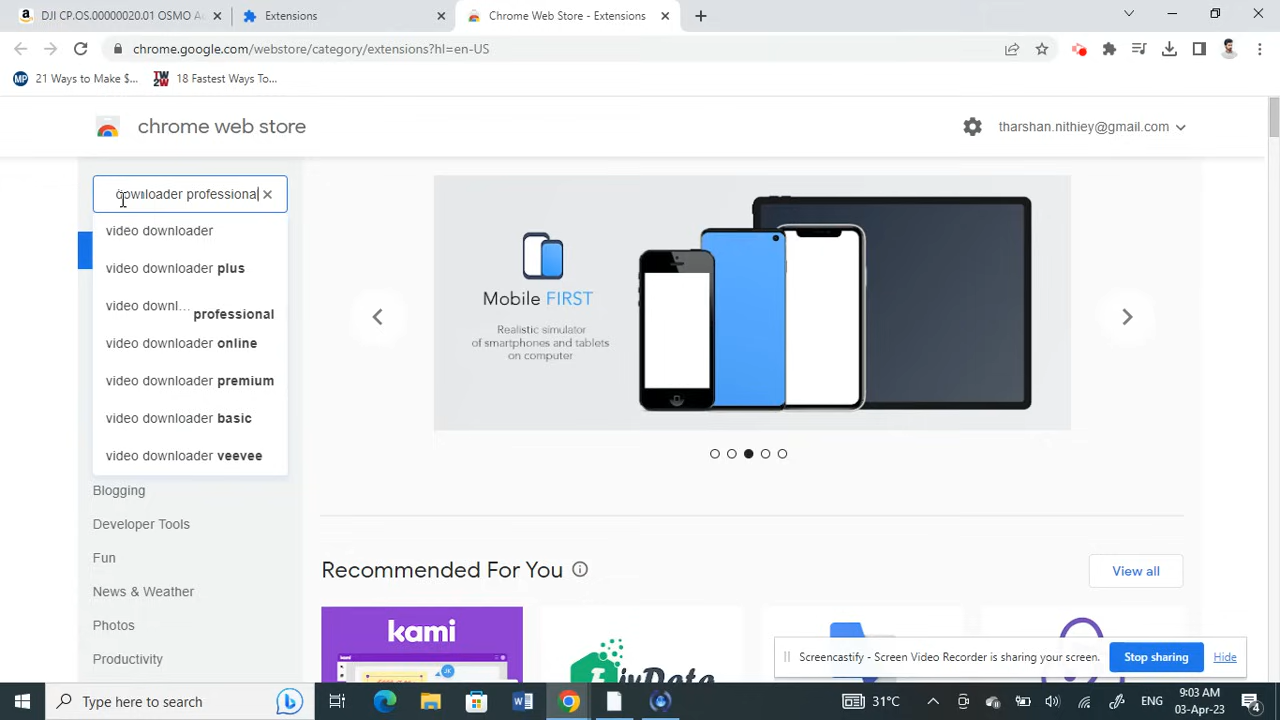 DJI CP.OS.00000020.01 OSMO Ac
Extensions
Chrome Web Store - Extensions
chrome.google.com/webstore/category/extensions?hl=en-US
21 Ways to Make $...
18 Fastest Ways To...
chrome web store
tharshan.nithiey@gmail.com
downloader professional
video downloader
video downloader plus
video downl... professional
video downloader online
video downloader premium
video downloader basic
video downloader veevee
Mobile FIRST
Realistic simulator
of smartphones and tablets
on computer
Blogging
Developer Tools
Fun
News & Weather
Photos
Productivity
Recommended For You
View all
kami
Screencastify - Screen Video Recorder is sharing your screen.
Stop sharing
Hide
Type here to search
31°C
ENG
9:03 AM
03-Apr-23
4